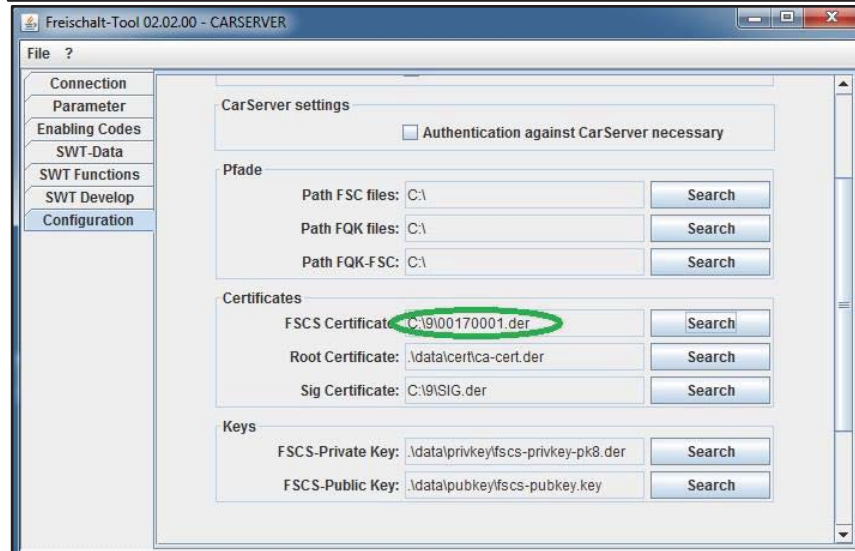 Freischalt-Tool 02.02.00 - CARSERVER
File ?
Connection
Parameter
Enabling Codes
SWT-Data
SWT Functions
SWT Develop
Configuration
CarServer settings
Authentication against CarServer necessary
Pfade
Path FSC files: C:\ Search
Path FQK files: C:\ Search
Path FQK-FSC: C:\ Search
Certificates
FSCS Certificate C:\9\00170001.der Search
Root Certificate: .\data\cert\ca-cert.der Search
Sig Certificate: C:\9\SIG.der Search
Keys
FSCS-Private Key: .\data\privkey\fscs-privkey-pk8.der Search
FSCS-Public Key: .\data\pubkey\fscs-pubkey.key Search